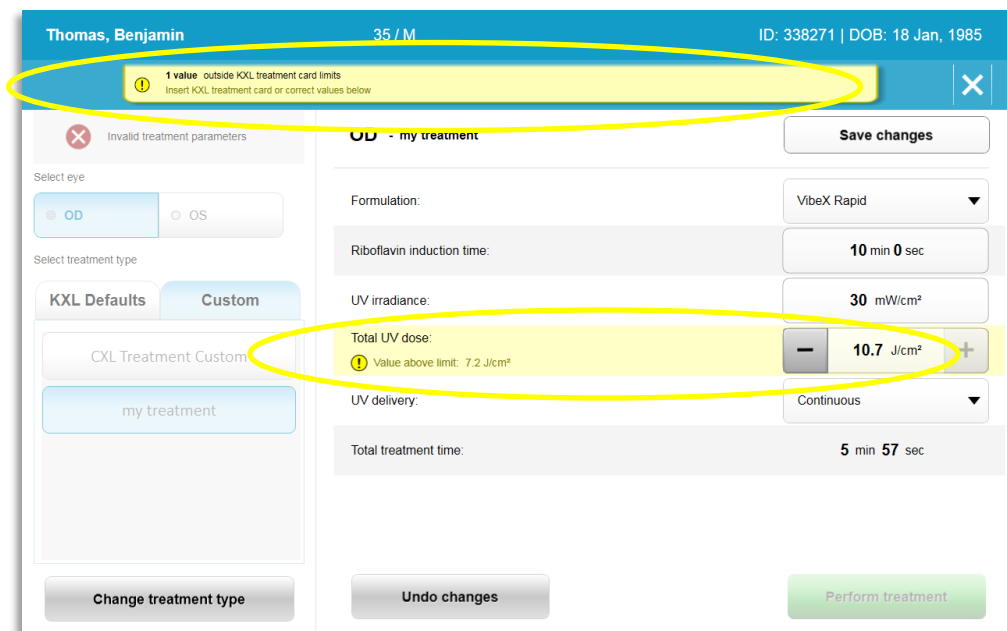 Thomas, Benjamin 35 / M ID: 338271 | DOB: 18 Jan, 1985
1 value outside KXL treatment card limits
Insert KXL treatment card or correct values below
Invalid treatment parameters
OD - my treatment
Save changes
Select eye
OD OS
Select treatment type
KXL Defaults Custom
CXL Treatment Custom
my treatment
Change treatment type
Formulation: VibeX Rapid
Riboflavin induction time: 10 min 0 sec
UV irradiance: 30 mW/cm²
Total UV dose: 10.7 J/cm²
Value above limit: 7.2 J/cm²
UV delivery: Continuous
Total treatment time: 5 min 57 sec
Undo changes
Perform treatment